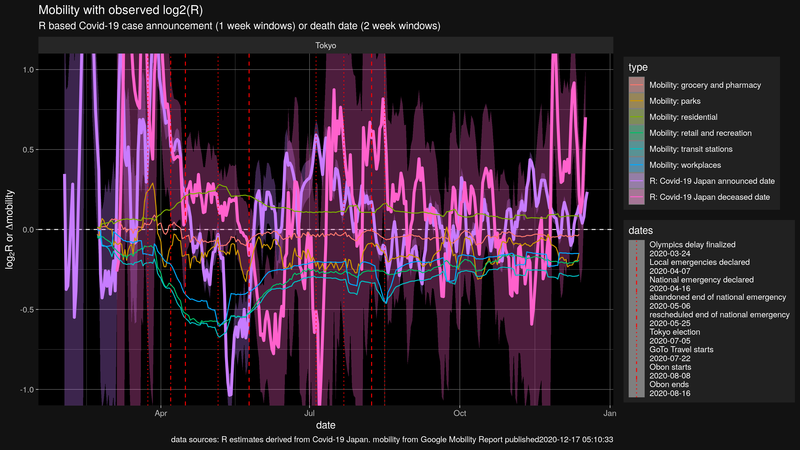 Mobility with observed log2(R)
R based Covid-19 case announcement (1 week windows) or death date (2 week windows)
Tokyo
log₂R or Δmobility
1.0
0.5
0.0
-0.5
-1.0
Apr
Jul
Oct
Jan
date
type
Mobility: grocery and pharmacy
Mobility: parks
Mobility: residential
Mobility: retail and recreation
Mobility: transit stations
Mobility: workplaces
R: Covid-19 Japan announced date
R: Covid-19 Japan deceased date
dates
Olympics delay finalized
2020-03-24
Local emergencies declared
2020-04-07
National emergency declared
2020-04-16
abandoned end of national emergency
2020-05-06
rescheduled end of national emergency
2020-05-25
Tokyo election
2020-07-05
GoTo Travel starts
2020-07-22
Obon starts
2020-08-08
Obon ends
2020-08-16
data sources: R estimates derived from Covid-19 Japan. mobility from Google Mobility Report published2020-12-17 05:10:33